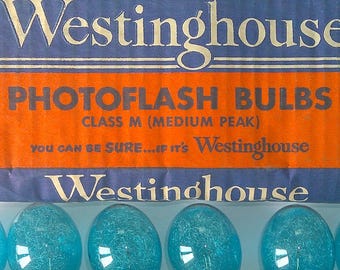 Westinghouse
PHOTOFLASH BULBS
CLASS M (MEDIUM PEAK)
YOU CAN BE SURE...IF IT'S Westinghouse
Westinghouse